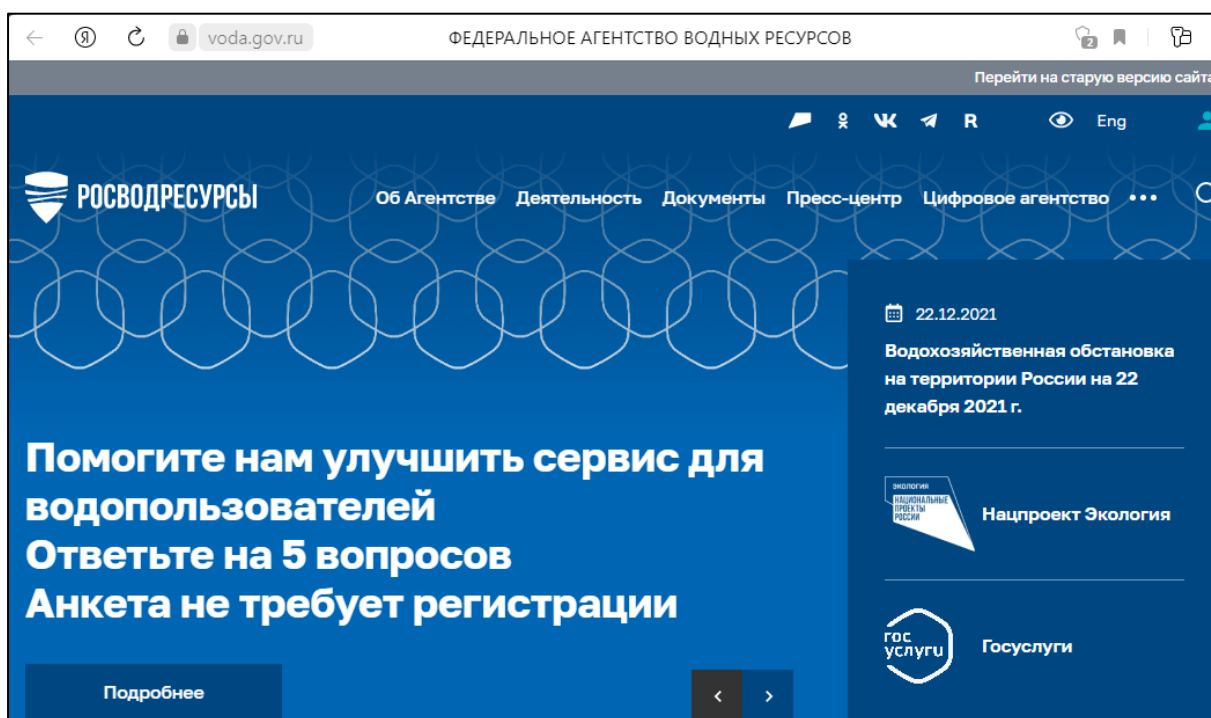 voda.gov.ru
ФЕДЕРАЛЬНОЕ АГЕНТСТВО ВОДНЫХ РЕСУРСОВ
2
Перейти на старую версию сайта
Eng
РОСВОДРЕСУРСЫ
Об Агентстве Деятельность Документы Пресс-центр Цифровое агентство
22.12.2021
Водохозяйственная обстановка
на территории России на 22
декабря 2021 г.
Помогите нам улучшить сервис для
водопользователей
Ответьте на 5 вопросов
Анкета не требует регистрации
Подробнее
ЭКОЛОГИЯ
НАЦИОНАЛЬНЫЕ
ПРОЕКТЫ
РОССИИ
Нацпроект Экология
гос
услуги
Госуслуги